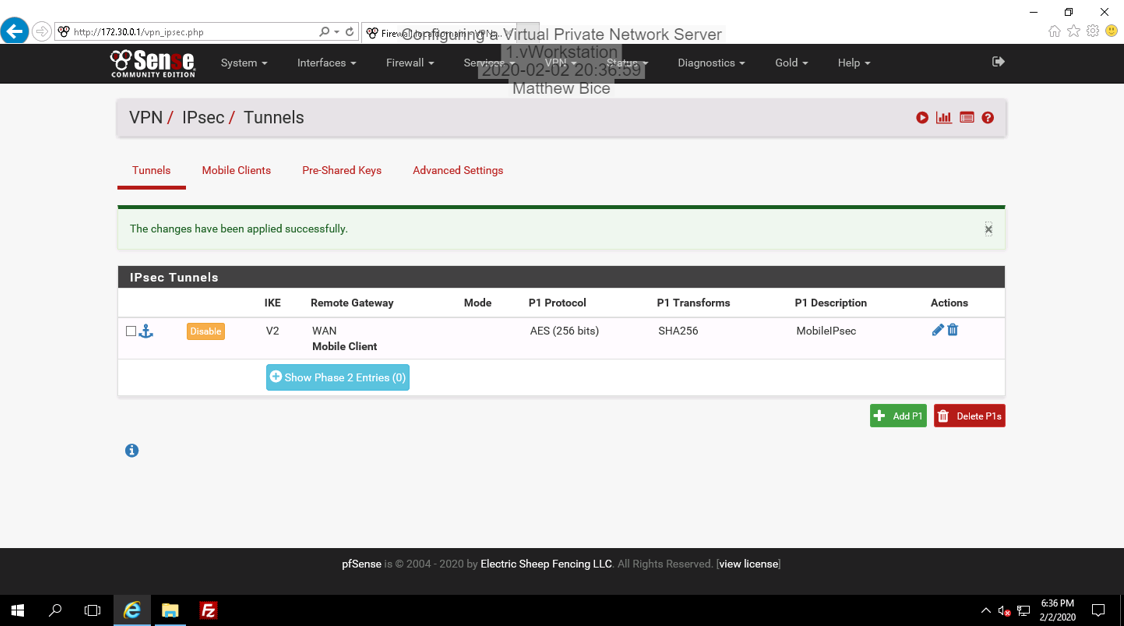 http://172.30.0.1/vpn_ipsec.php
Configuring a Virtual Private Network Server
1.vWorkstation
2020-02-02 20:36:59
Matthew Bice
Sense
COMMUNITY EDITION
System
Interfaces
Firewall
Services
VPN
Status
Diagnostics
Gold
Help
VPN / IPsec / Tunnels
Tunnels
Mobile Clients
Pre-Shared Keys
Advanced Settings
The changes have been applied successfully.
×
IPsec Tunnels
IKE Remote Gateway Mode P1 Protocol P1 Transforms P1 Description Actions
Disable V2 WAN AES (256 bits) SHA256 MobileIPsec
Mobile Client
Show Phase 2 Entries (0)
Add P1 Delete P1s
pfSense is © 2004 - 2020 by Electric Sheep Fencing LLC. All Rights Reserved. [view license]
6:36 PM
2/2/2020